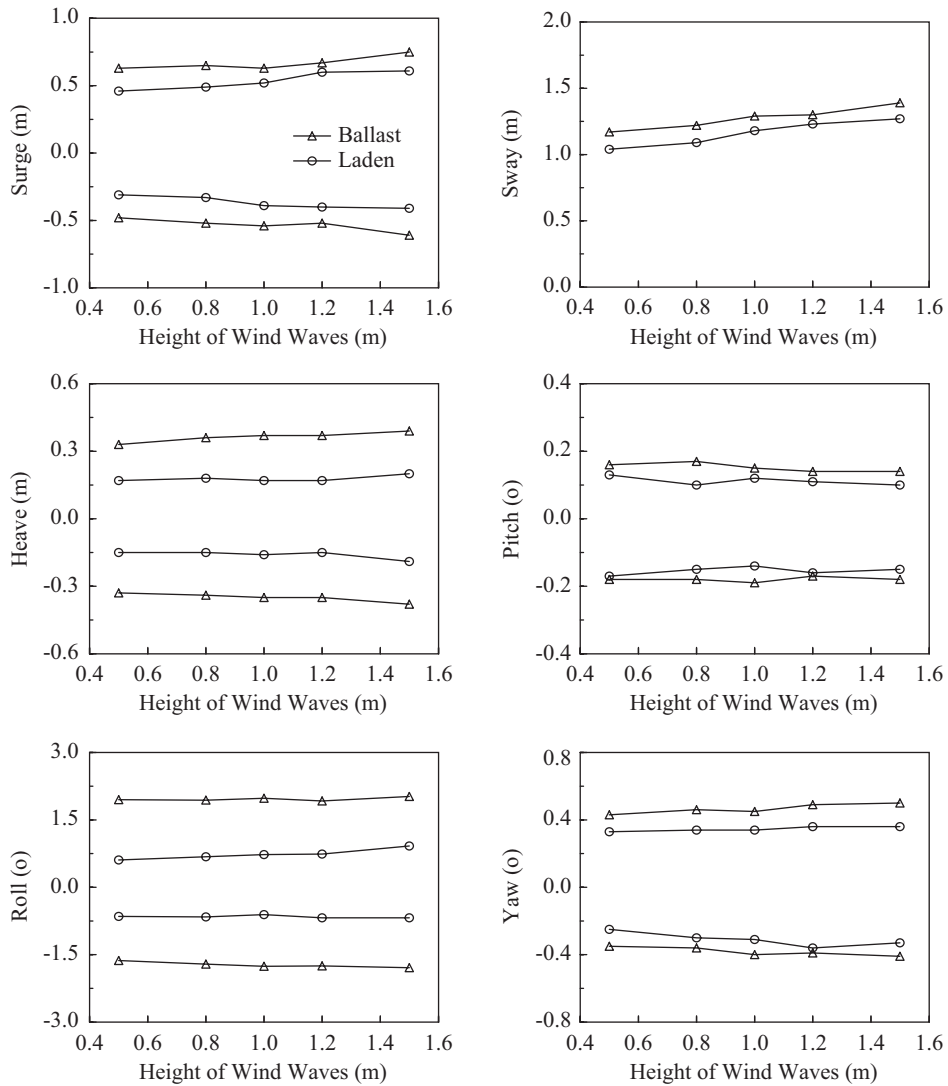 1.0
0.5
0.0
-0.5
-1.0
Surge (m)
Ballast
Laden
0.4 0.6 0.8 1.0 1.2 1.4 1.6
Height of Wind Waves (m)
2.0
1.5
1.0
0.5
0.0
Sway (m)
0.4 0.6 0.8 1.0 1.2 1.4 1.6
Height of Wind Waves (m)
0.6
0.3
0.0
-0.3
-0.6
Heave (m)
0.4 0.6 0.8 1.0 1.2 1.4 1.6
Height of Wind Waves (m)
0.4
0.2
0.0
-0.2
-0.4
Pitch (o)
0.4 0.6 0.8 1.0 1.2 1.4 1.6
Height of Wind Waves (m)
3.0
1.5
0.0
-1.5
-3.0
Roll (o)
0.4 0.6 0.8 1.0 1.2 1.4 1.6
Height of Wind Waves (m)
0.8
0.4
0.0
-0.4
-0.8
Yaw (o)
0.4 0.6 0.8 1.0 1.2 1.4 1.6
Height of Wind Waves (m)